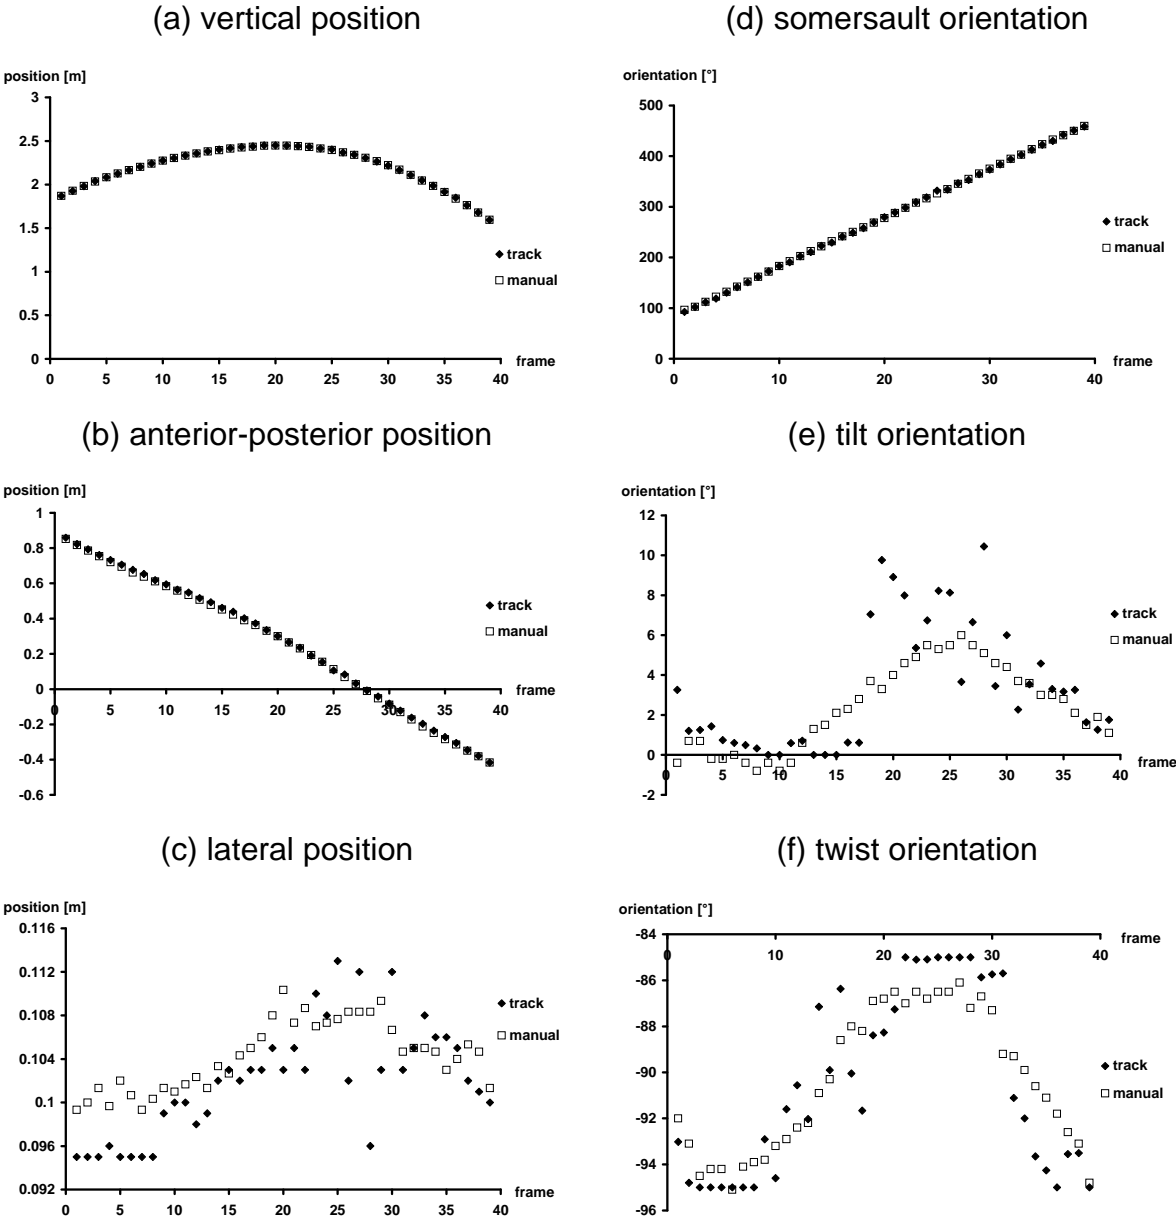 (a) vertical position
position [m]
3
2.5
2
1.5
1
0.5
0
0 5 10 15 20 25 30 35 40
frame
track
manual
(d) somersault orientation
orientation [°]
500
400
300
200
100
0
0 10 20 30 40
frame
track
manual
(b) anterior-posterior position
position [m]
1
0.8
0.6
0.4
0.2
0
-0.2
-0.4
-0.6
0 5 10 15 20 25 30 35 40
frame
track
manual
(e) tilt orientation
orientation [°]
12
10
8
6
4
2
0
-2
0 5 10 15 20 25 30 35 40
frame
track
manual
(c) lateral position
position [m]
0.116
0.112
0.108
0.104
0.1
0.096
0.092
0 5 10 15 20 25 30 35 40
frame
track
manual
(f) twist orientation
orientation [°]
-84
-86
-88
-90
-92
-94
-96
0 10 20 30 40
frame
track
manual